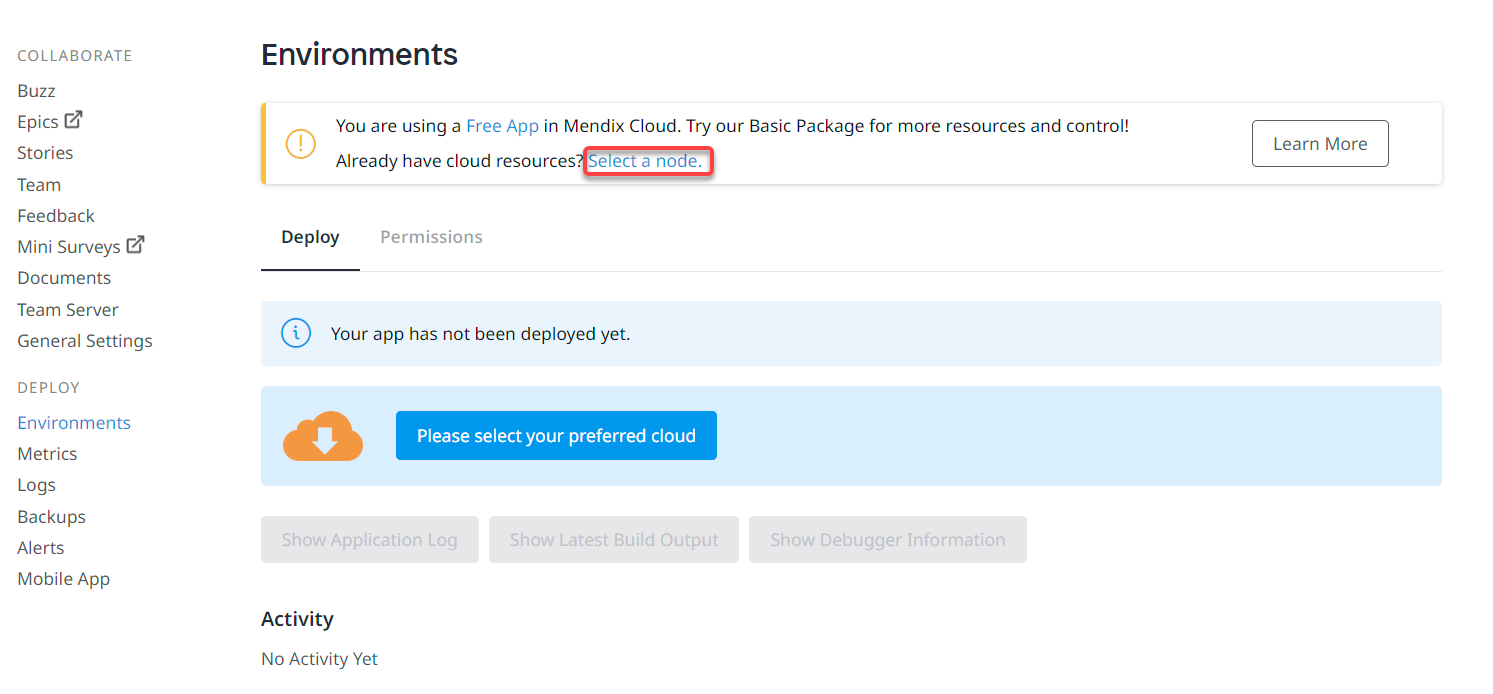 COLLABORATE
Buzz
Epics
Stories
Team
Feedback
Mini Surveys
Documents
Team Server
General Settings
DEPLOY
Environments
Metrics
Logs
Backups
Alerts
Mobile App
Environments
You are using a Free App in Mendix Cloud. Try our Basic Package for more resources and control!
Already have cloud resources? Select a node.
Learn More
Deploy Permissions
Your app has not been deployed yet.
Please select your preferred cloud
Show Application Log Show Latest Build Output Show Debugger Information
Activity
No Activity Yet